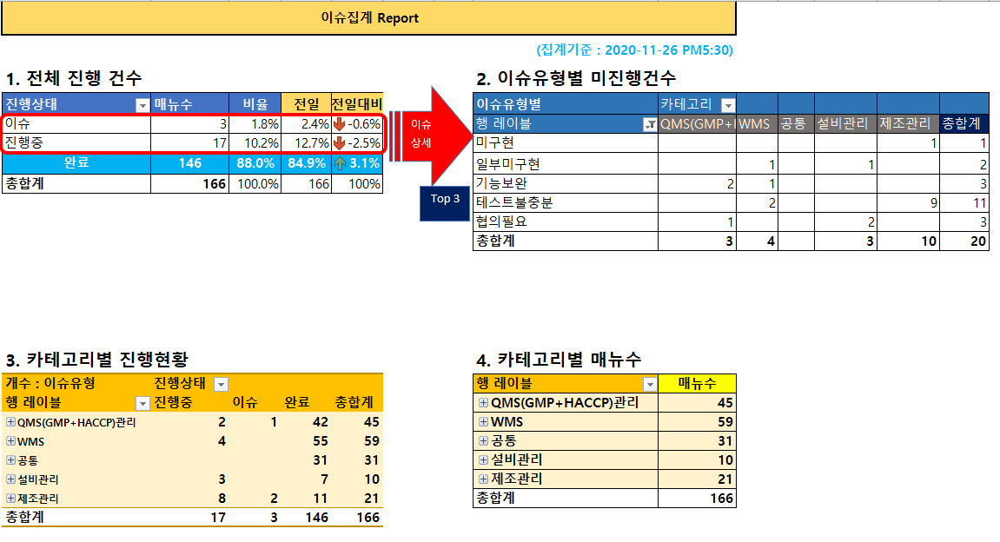 이슈집계 Report
(집계기준 : 2020-11-26 PM5:30)
1. 전체 진행 건수
진행상태 매뉴수 비율 전일 전일대비
이슈 3 1.8% 2.4% -0.6%
진행중 17 10.2% 12.7% -2.5%
완료 146 88.0% 84.9% 3.1%
총합계 166 100.0% 166 100%
이슈
상세
Top 3
2. 이슈유형별 미진행건수
이슈유형별 카테고리
행 레이블 QMS(GMP+ WMS 공통 설비관리 제조관리 총합계
미구현 1 1
일부미구현 1 1 2
기능보완 2 1 3
테스트불충분 2 9 11
협의필요 1 2 3
총합계 3 4 3 10 20
3. 카테고리별 진행현황
개수 : 이슈유형 진행상태
행 레이블 진행중 이슈 완료 총합계
QMS(GMP+HACCP)관리 2 1 42 45
WMS 4 55 59
공통 31 31
설비관리 3 7 10
제조관리 8 2 11 21
총합계 17 3 146 166
4. 카테고리별 매뉴수
행 레이블 매뉴수
QMS(GMP+HACCP)관리 45
WMS 59
공통 31
설비관리 10
제조관리 21
총합계 166